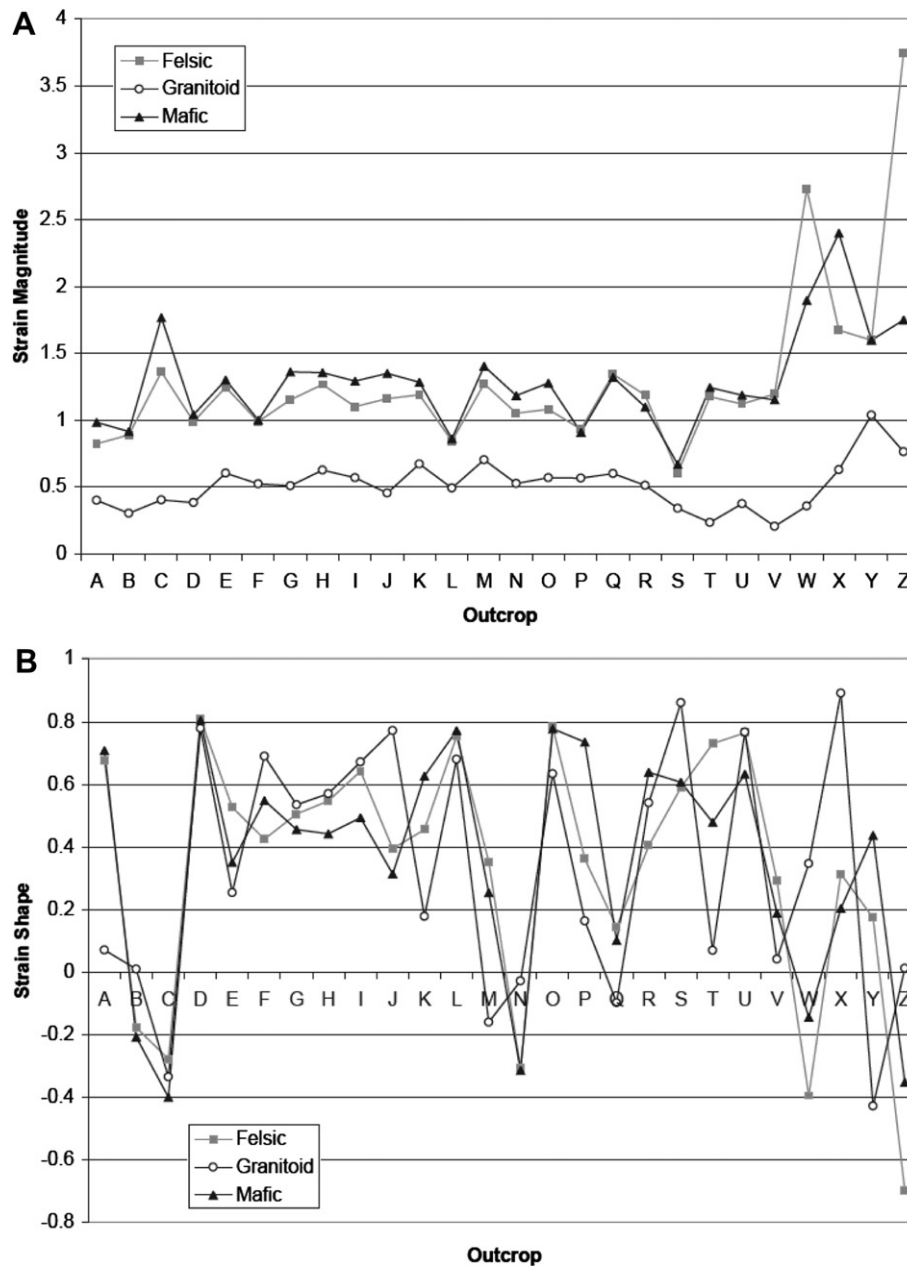 A
4
3.5
3
2.5
2
1.5
1
0.5
0
Strain Magnitude
Felsic
Granitoid
Mafic
A B C D E F G H I J K L M N O P Q R S T U V W X Y Z
Outcrop
B
1
0.8
0.6
0.4
0.2
0
-0.2
-0.4
-0.6
-0.8
Strain Shape
A B C D E F G H I J K L M N O P Q R S T U V W X Y Z
Felsic
Granitoid
Mafic
Outcrop